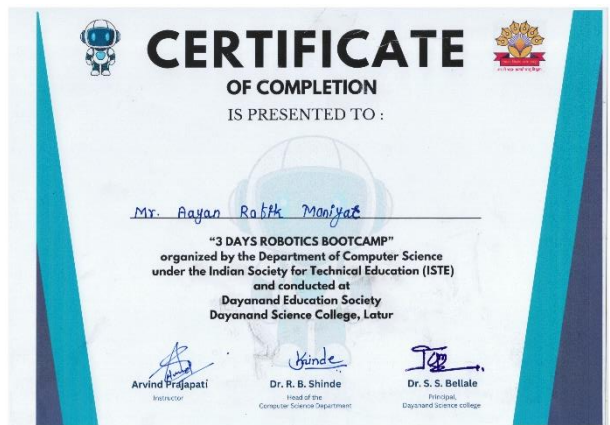 CERTIFICATE
OF COMPLETION
IS PRESENTED TO :
Mr. Aayan Rafik Maniyar
"3 DAYS ROBOTICS BOOTCAMP"
organized by the Department of Computer Science
under the Indian Society for Technical Education (ISTE)
and conducted at
Dayanand Education Society
Dayanand Science College, Latur
Shinde
Arvind Prajapati
Instructor
Dr. R. B. Shinde
Head of the
Computer Science Department
Dr. S. S. Bellale
Principal,
Dayanand Science college